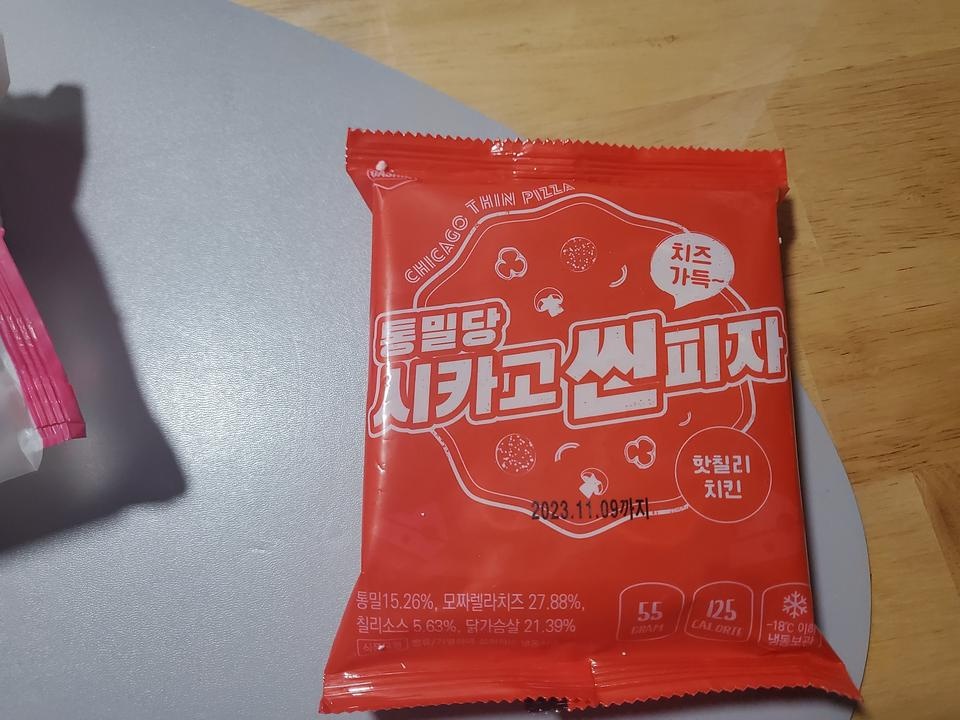 CHICAGO THIN PIZZA
치즈
가득~
통밀당
시카고 씬 피자
핫칠리
치킨
2023.11.09까지
통밀15.26%, 모짜렐라치즈 27.88%,
칠리소스 5.63%, 닭가슴살 21.39%
55
GRAM
125
CALORIE
-18℃ 이하
냉동보관